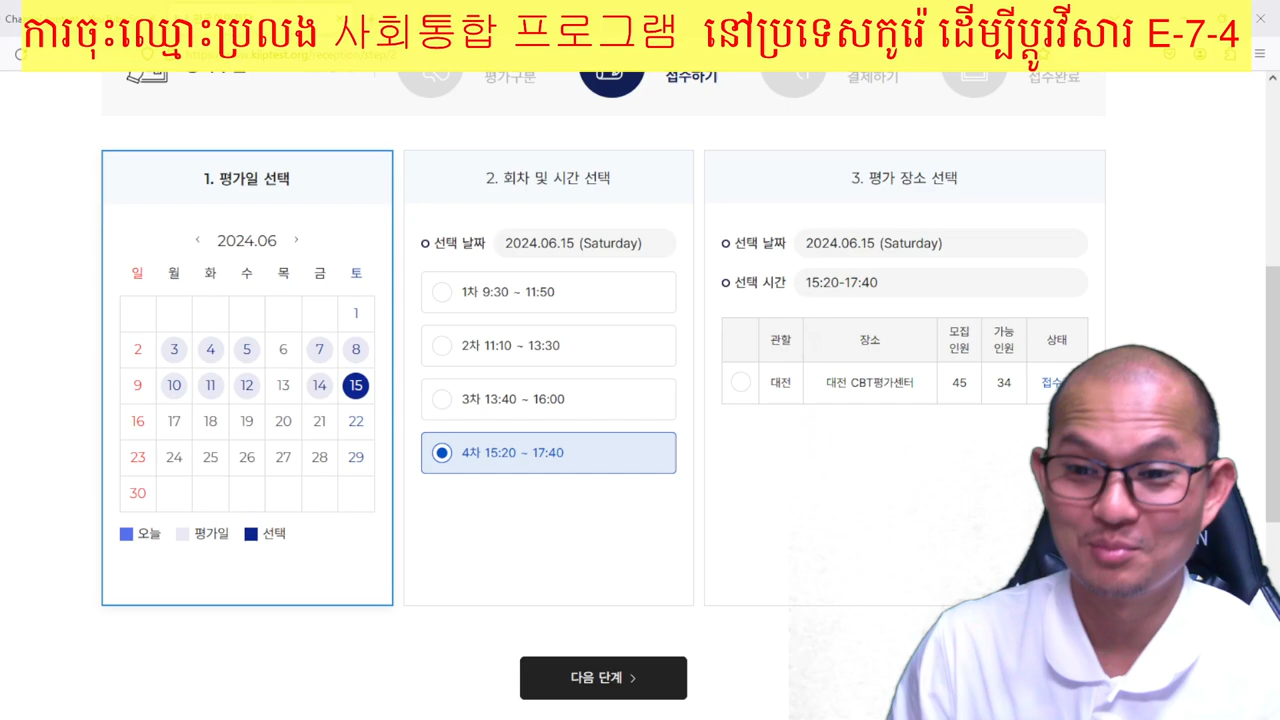 ការចុះឈ្មោះប្រលង 사회통합 프로그램 នៅប្រទេសកូរ៉េ ដើម្បីប្ដូរវីសារ E-7-4
평가구분
접수하기
결제하기
접수완료
1. 평가일 선택
2024.06
일 월 화 수 목 금 토
1
2 3 4 5 6 7 8
9 10 11 12 13 14 15
16 17 18 19 20 21 22
23 24 25 26 27 28 29
30
오늘 평가일 선택
2. 회차 및 시간 선택
선택 날짜 2024.06.15 (Saturday)
1차 9:30 ~ 11:50
2차 11:10 ~ 13:30
3차 13:40 ~ 16:00
4차 15:20 ~ 17:40
3. 평가 장소 선택
선택 날짜 2024.06.15 (Saturday)
선택 시간 15:20-17:40
관할 장소 모집 인원 가능 인원 상태
대전 대전 CBT평가센터 45 34 접수
다음 단계 >